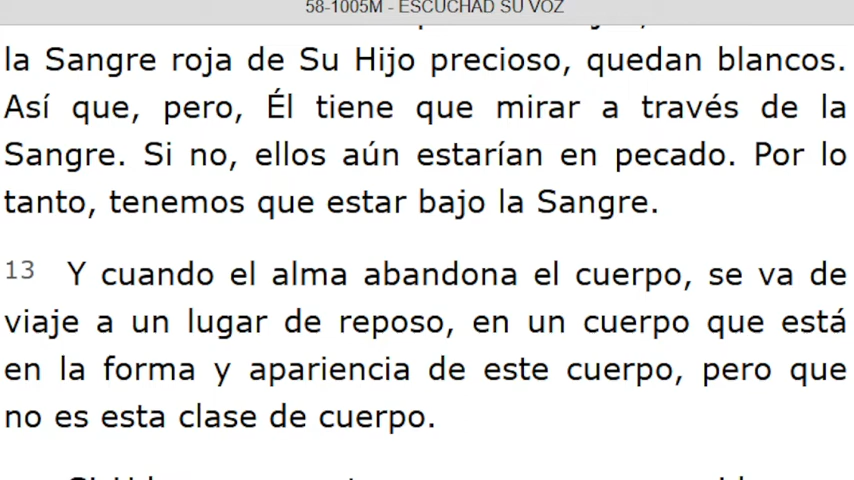 58-1005M - ESCUCHAD SU VOZ
la Sangre roja de Su Hijo precioso, quedan blancos.
Así que, pero, Él tiene que mirar a través de la
Sangre. Si no, ellos aún estarían en pecado. Por lo
tanto, tenemos que estar bajo la Sangre.
13 Y cuando el alma abandona el cuerpo, se va de
viaje a un lugar de reposo, en un cuerpo que está
en la forma y apariencia de este cuerpo, pero que
no es esta clase de cuerpo.